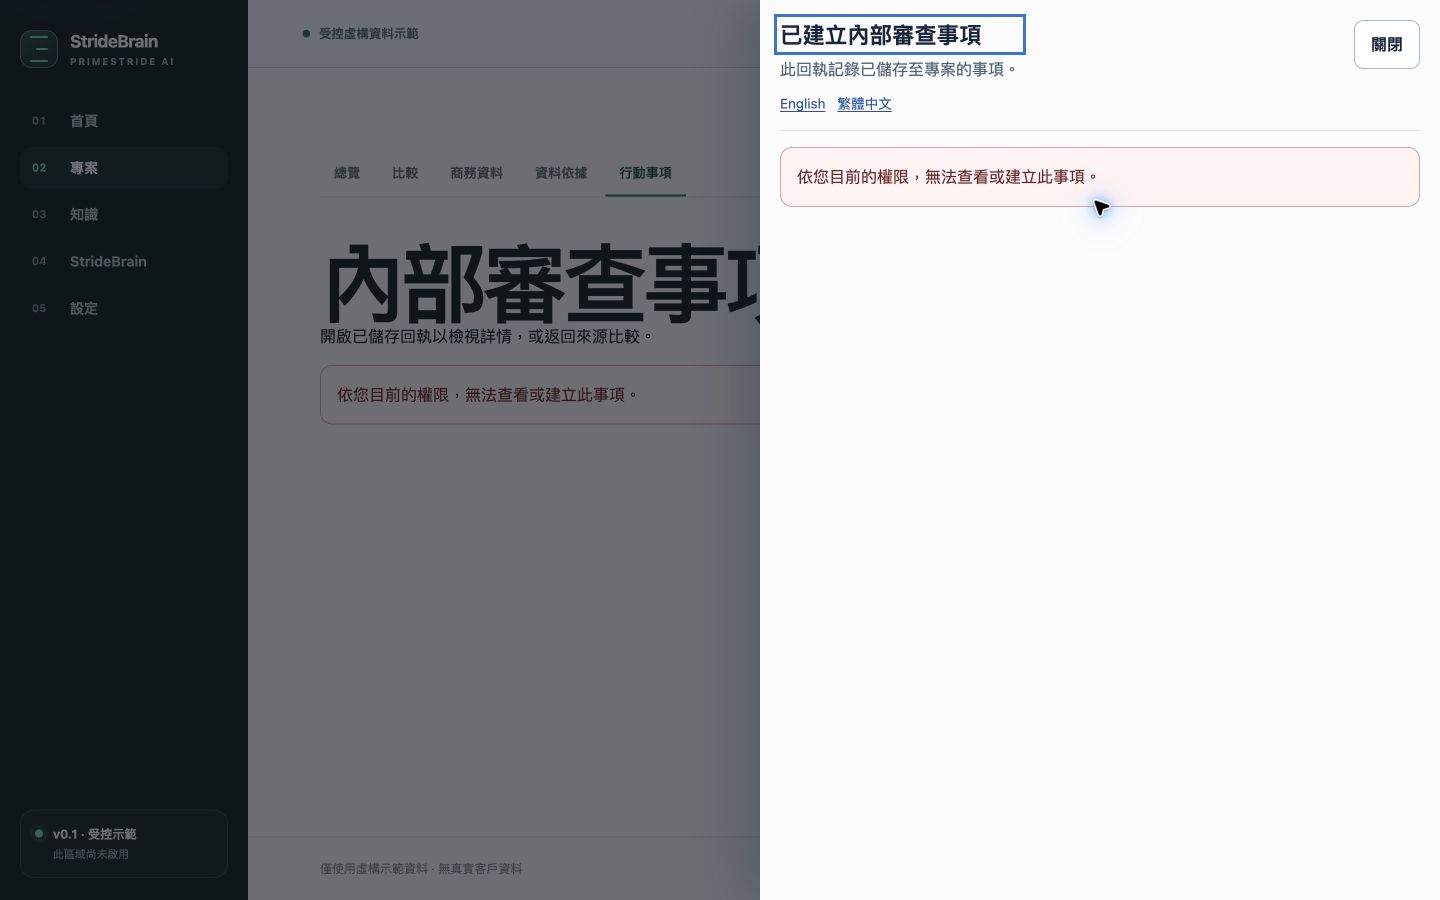 StrideBrain
PRIMESTRIDE AI
01 首頁
02 專案
03 知識
04 StrideBrain
05 設定
v0.1 · 受控示範
此區域尚未啟用
受控虛構資料示範
總覽 比較 商務資料 資料依據 行動事項
內部審查事項
開啟已儲存回執以檢視詳情，或返回來源比較。
依您目前的權限，無法查看或建立此事項。
僅使用虛構示範資料 · 無真實客戶資料
已建立內部審查事項
關閉
此回執記錄已儲存至專案的事項。
English 繁體中文
依您目前的權限，無法查看或建立此事項。